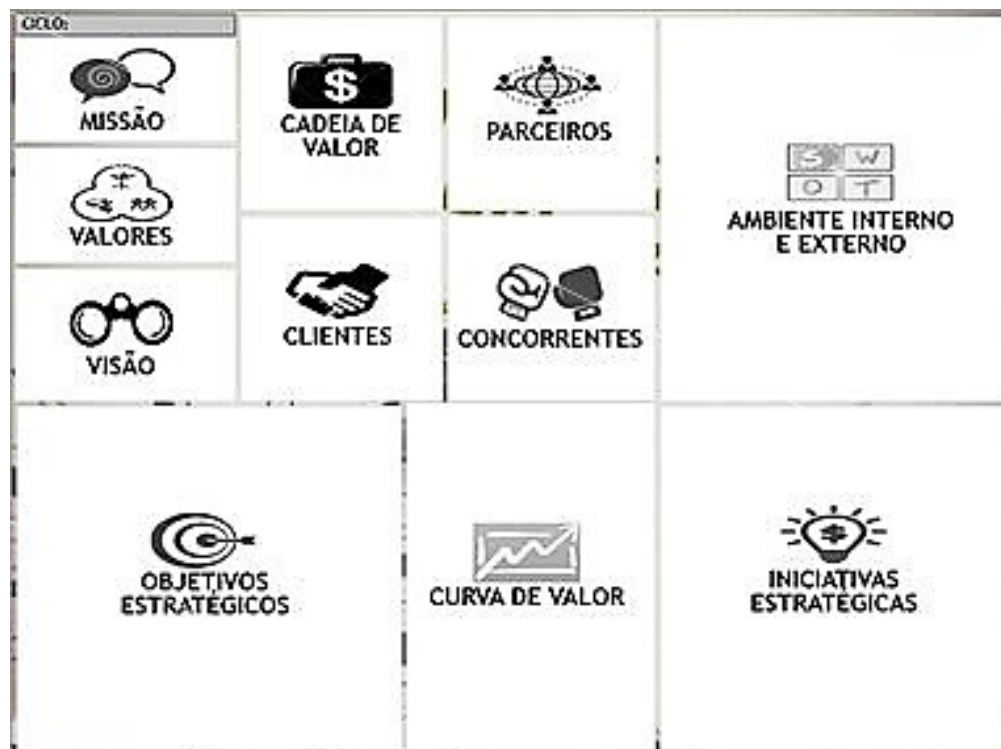 CICLO:
MISSÃO
VALORES
VISÃO
CADEIA DE
VALOR
CLIENTES
PARCEIROS
CONCORRENTES
S W
O T
AMBIENTE INTERNO
E EXTERNO
OBJETIVOS
ESTRATÉGICOS
CURVA DE VALOR
INICIATIVAS
ESTRATÉGICAS